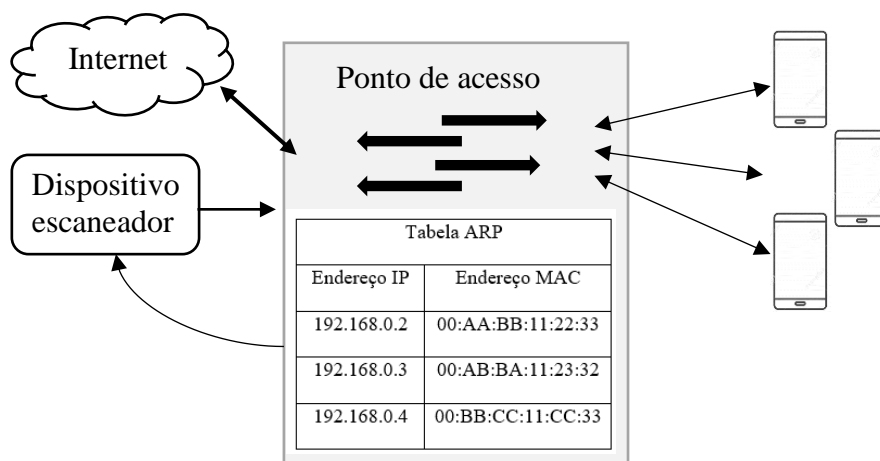 Internet
Ponto de acesso
Dispositivo
escaneador
Tabela ARP
Endereço IP Endereço MAC
192.168.0.2 00:AA:BB:11:22:33
192.168.0.3 00:AB:BA:11:23:32
192.168.0.4 00:BB:CC:11:CC:33